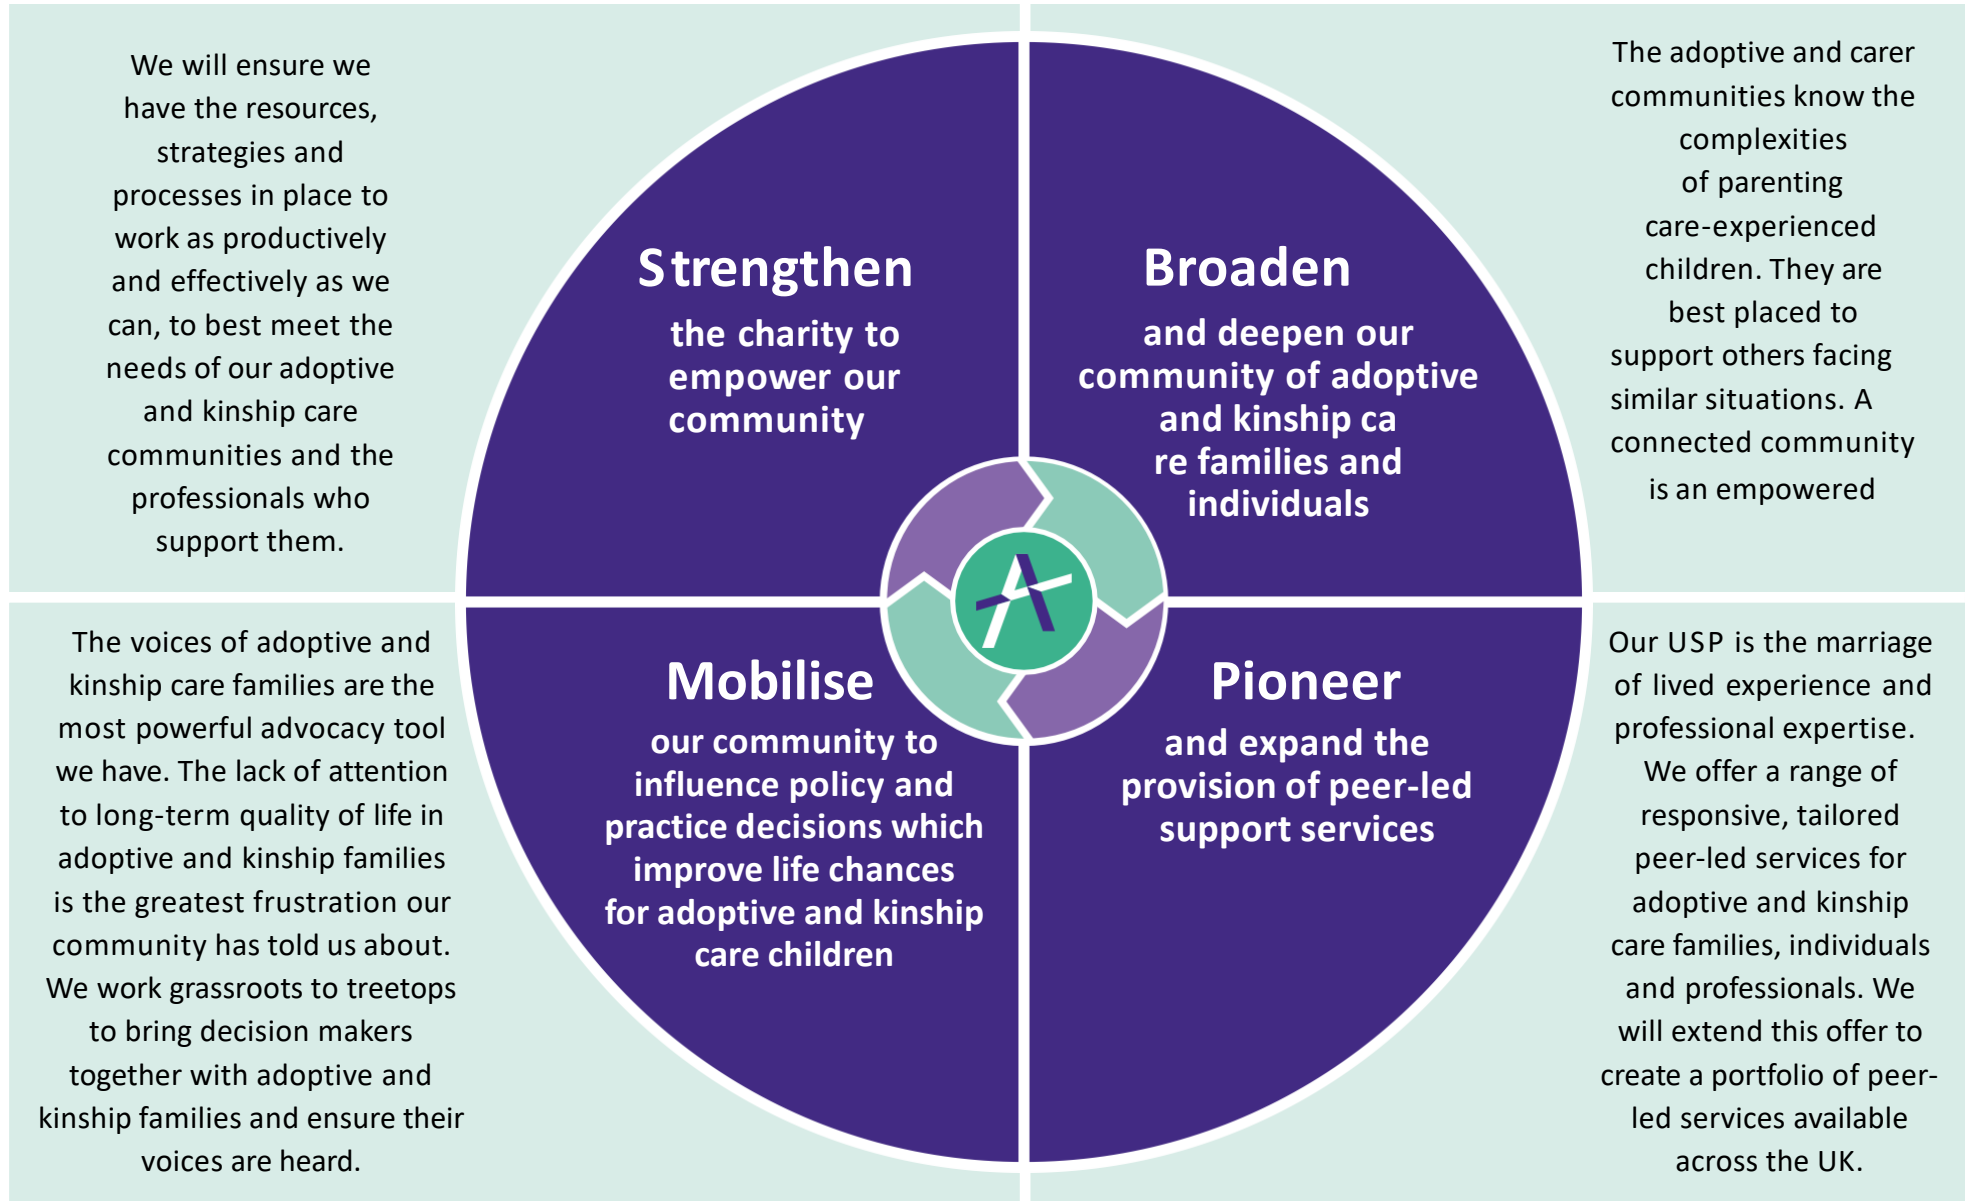 We will ensure we
have the resources,
strategies and
processes in place to
work as productively
and effectively as we
can, to best meet the
needs of our adoptive
and kinship care
communities and the
professionals who
support them.
Strengthen
the charity to
empower our
community
Broaden
and deepen our
community of adoptive
and kinship ca
re families and
individuals
The adoptive and carer
communities know the
complexities
of parenting
care-experienced
children. They are
best placed to
support others facing
similar situations. A
connected community
is an empowered
The voices of adoptive and
kinship care families are the
most powerful advocacy tool
we have. The lack of attention
to long-term quality of life in
adoptive and kinship families
is the greatest frustration our
community has told us about.
We work grassroots to treetops
to bring decision makers
together with adoptive and
kinship families and ensure their
voices are heard.
Mobilise
our community to
influence policy and
practice decisions which
improve life chances
for adoptive and kinship
care children
Pioneer
and expand the
provision of peer-led
support services
Our USP is the marriage
of lived experience and
professional expertise.
We offer a range of
responsive, tailored
peer-led services for
adoptive and kinship
care families, individuals
and professionals. We
will extend this offer to
create a portfolio of peer-
led services available
across the UK.